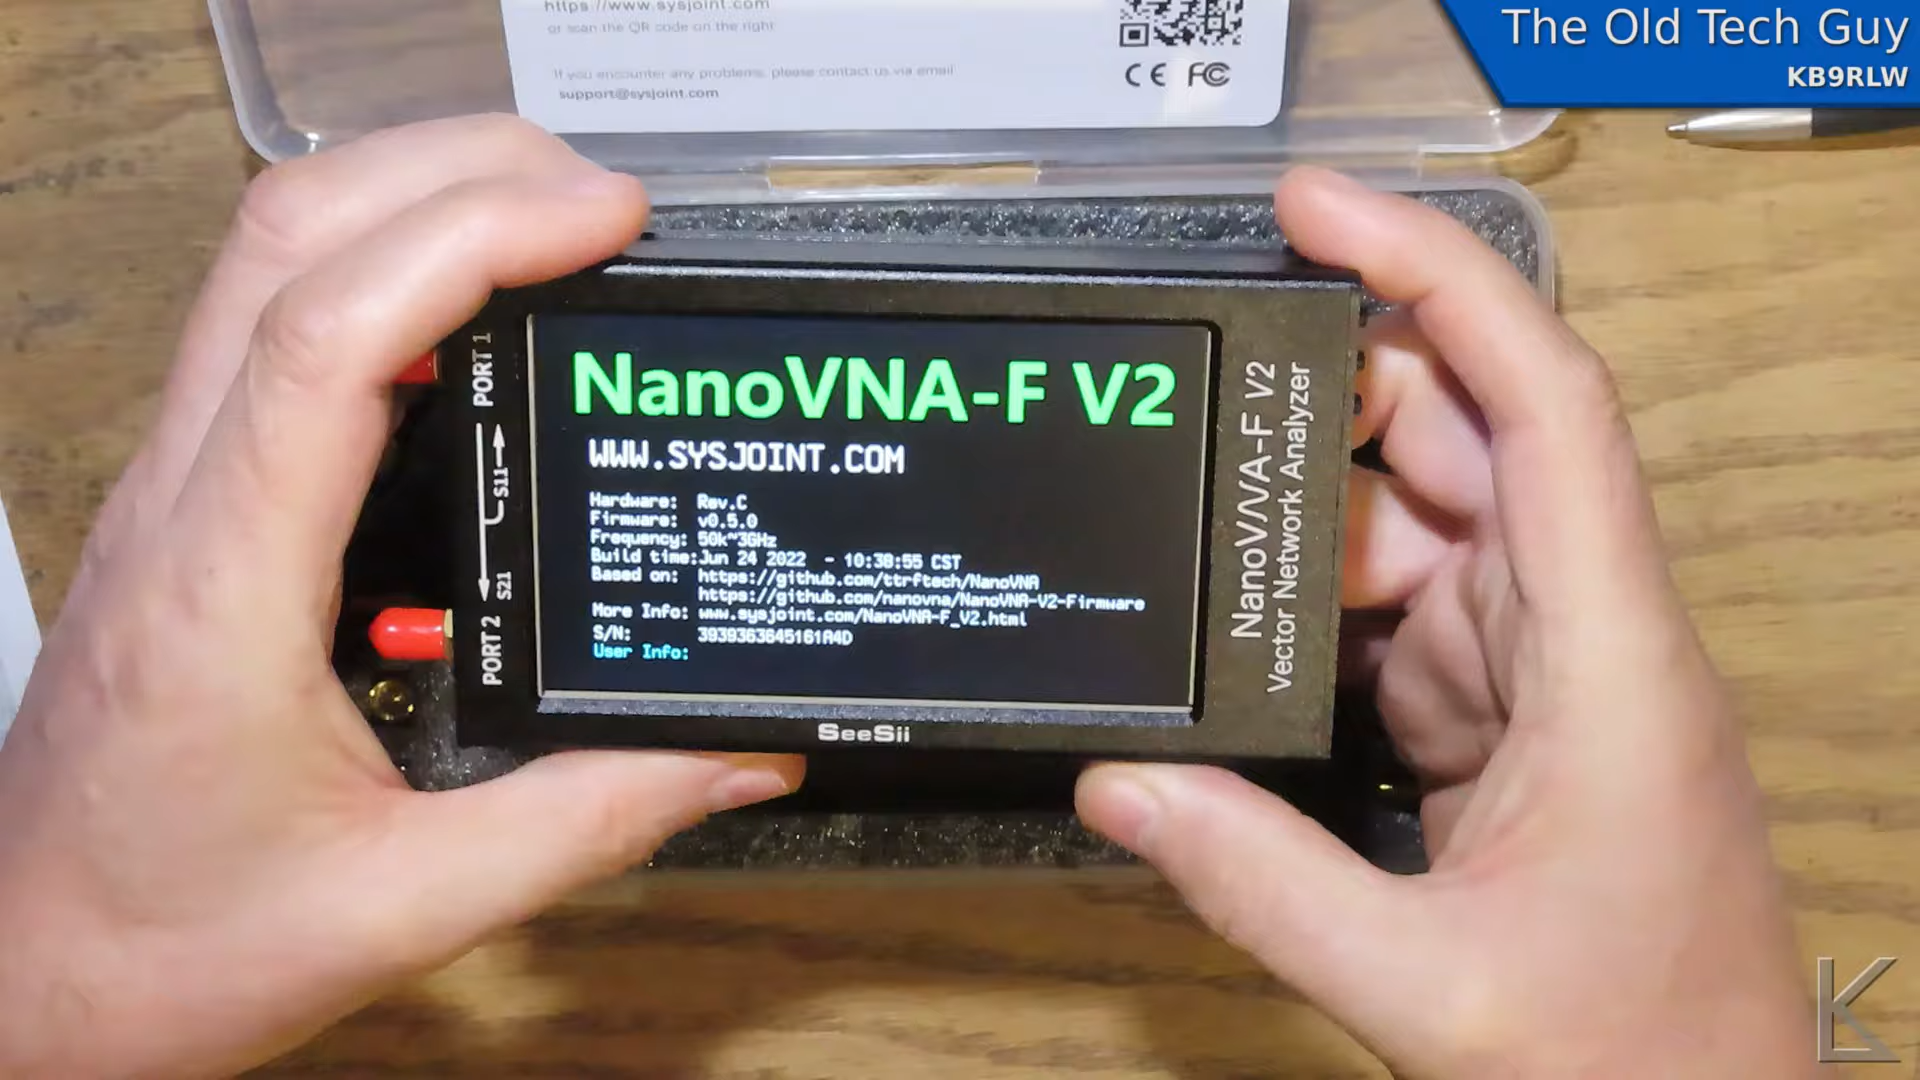 https://www.sysjoint.com
or scan the QR code on the right
If you encounter any problems, please contact us via email
support@sysjoint.com
CE FC
The Old Tech Guy
KB9RLW
PORT 1
S11
S21
PORT 2
NanoVNA-F V2
WWW.SYSJOINT.COM
Hardware: Rev.C
Firmware: v0.5.0
Frequency: 50k~3GHz
Build time:Jun 24 2022 - 10:38:55 CST
Based on: https://github.com/ttrftech/NanoVNA
https://github.com/nanovna/NanoVNA-V2-Firmware
More Info: www.sysjoint.com/NanoVNA-F_V2.html
S/N: 3939363645161A4D
User Info:
SeeSii
NanoVNA-F V2
Vector Network Analyzer